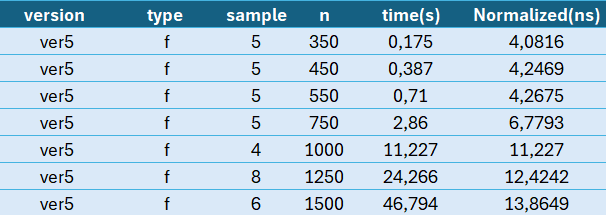 version type sample n time(s) Normalized(ns)
ver5 f 5 350 0,175 4,0816
ver5 f 5 450 0,387 4,2469
ver5 f 5 550 0,71 4,2675
ver5 f 5 750 2,86 6,7793
ver5 f 4 1000 11,227 11,227
ver5 f 8 1250 24,266 12,4242
ver5 f 6 1500 46,794 13,8649